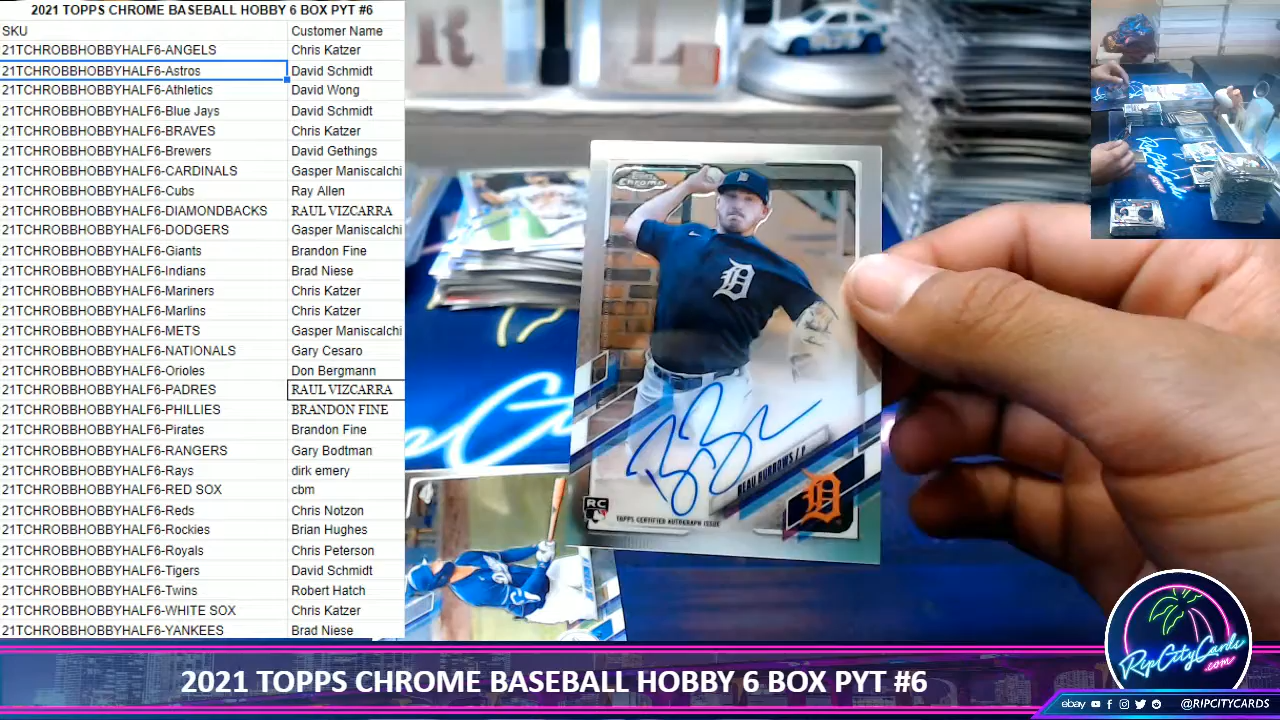 2021 TOPPS CHROME BASEBALL HOBBY 6 BOX PYT #6
SKU Customer Name
21TCHROBBHOBBYHALF6-ANGELS Chris Katzer
21TCHROBBHOBBYHALF6-Astros David Schmidt
21TCHROBBHOBBYHALF6-Athletics David Wong
21TCHROBBHOBBYHALF6-Blue Jays David Schmidt
21TCHROBBHOBBYHALF6-BRAVES Chris Katzer
21TCHROBBHOBBYHALF6-Brewers David Gethings
21TCHROBBHOBBYHALF6-CARDINALS Gasper Maniscalchi
21TCHROBBHOBBYHALF6-Cubs Ray Allen
21TCHROBBHOBBYHALF6-DIAMONDBACKS RAUL VIZCARRA
21TCHROBBHOBBYHALF6-DODGERS Gasper Maniscalchi
21TCHROBBHOBBYHALF6-Giants Brandon Fine
21TCHROBBHOBBYHALF6-Indians Brad Niese
21TCHROBBHOBBYHALF6-Mariners Chris Katzer
21TCHROBBHOBBYHALF6-Marlins Chris Katzer
21TCHROBBHOBBYHALF6-METS Gasper Maniscalchi
21TCHROBBHOBBYHALF6-NATIONALS Gary Cesaro
21TCHROBBHOBBYHALF6-Orioles Don Bergmann
21TCHROBBHOBBYHALF6-PADRES RAUL VIZCARRA
21TCHROBBHOBBYHALF6-PHILLIES BRANDON FINE
21TCHROBBHOBBYHALF6-Pirates Brandon Fine
21TCHROBBHOBBYHALF6-RANGERS Gary Bodtman
21TCHROBBHOBBYHALF6-Rays dirk emery
21TCHROBBHOBBYHALF6-RED SOX cbm
21TCHROBBHOBBYHALF6-Reds Chris Notzon
21TCHROBBHOBBYHALF6-Rockies Brian Hughes
21TCHROBBHOBBYHALF6-Royals Chris Peterson
21TCHROBBHOBBYHALF6-Tigers David Schmidt
21TCHROBBHOBBYHALF6-Twins Robert Hatch
21TCHROBBHOBBYHALF6-WHITE SOX Chris Katzer
21TCHROBBHOBBYHALF6-YANKEES Brad Niese
Topps
Chrome
D
D
BEAU BURROWS / P
D
RC
TOPPS CERTIFIED AUTOGRAPH ISSUE
RipCityCards
.com
2021 TOPPS CHROME BASEBALL HOBBY 6 BOX PYT #6
ebay @RIPCITYCARDS